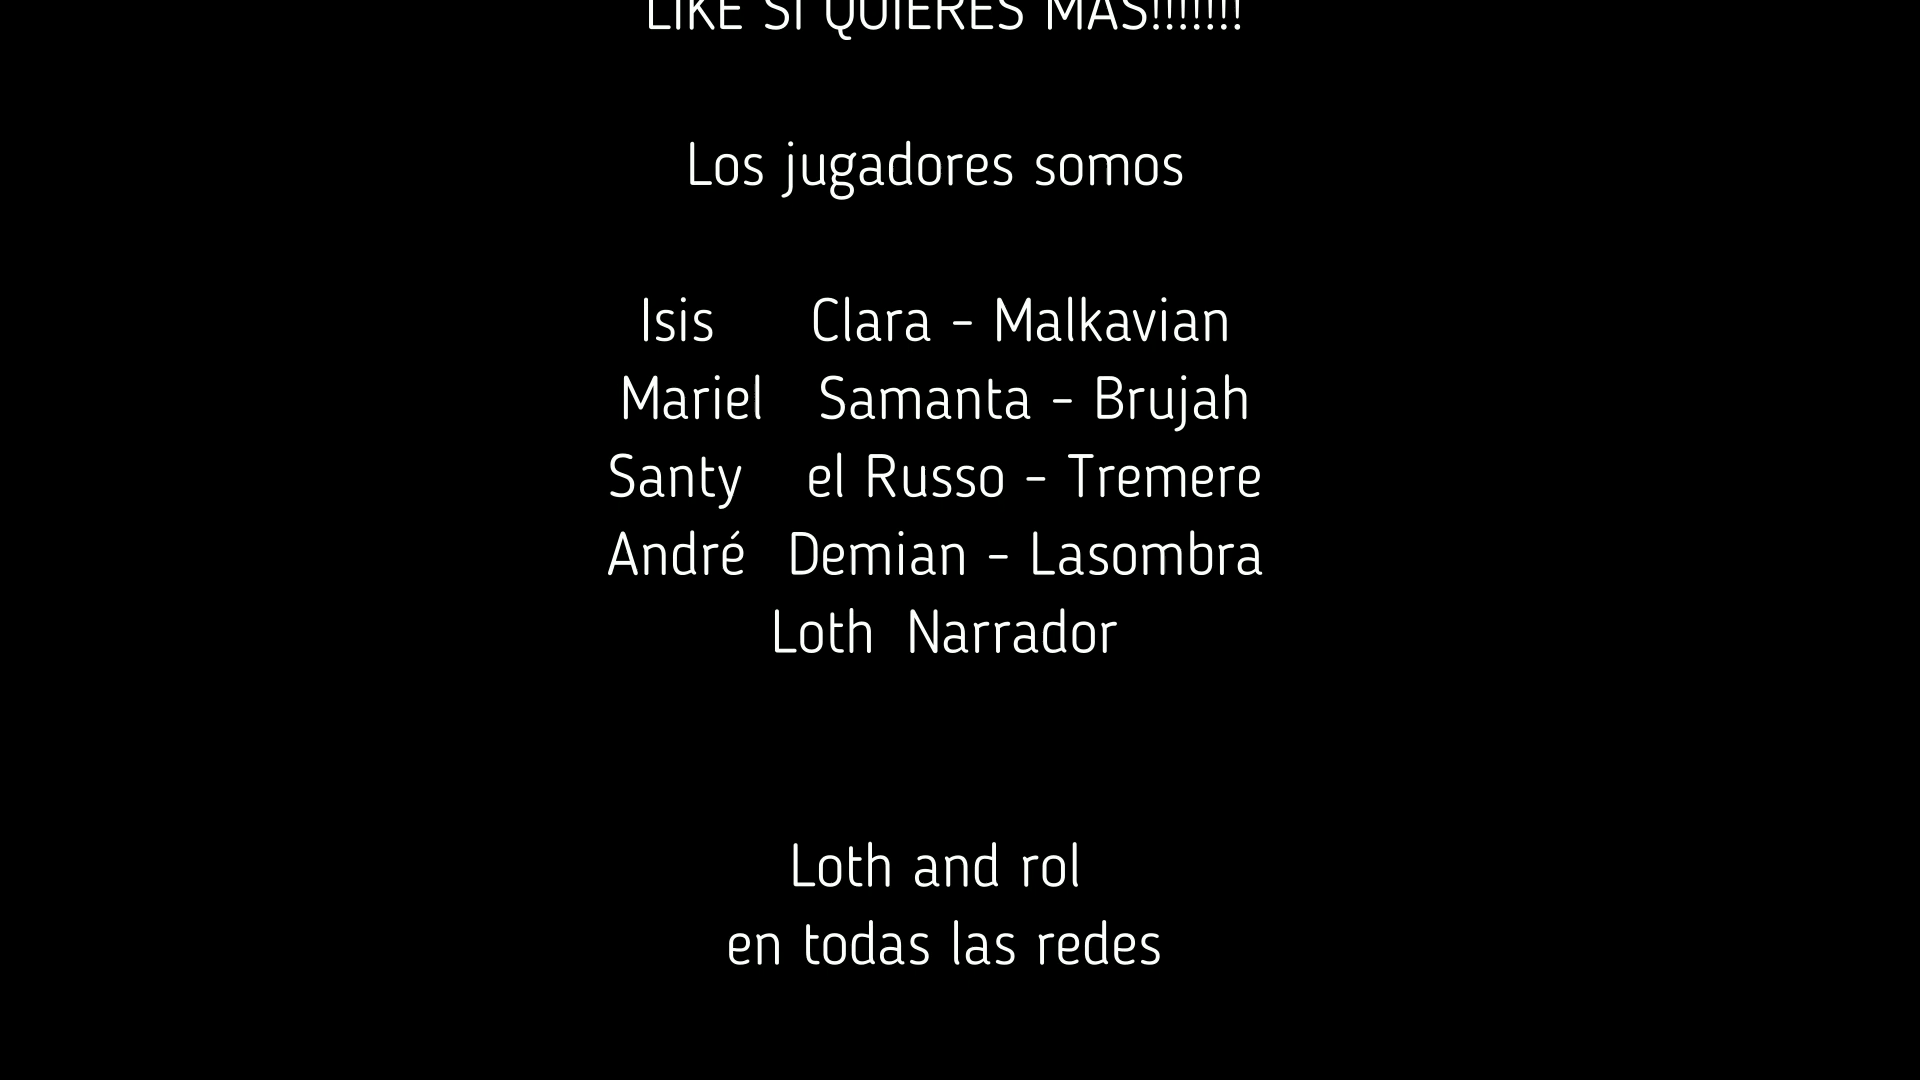 LIKE SI QUIERES MAS!!!!!!!
Los jugadores somos
Isis Clara - Malkavian
Mariel Samanta - Brujah
Santy el Russo - Tremere
André Demian - Lasombra
Loth Narrador
Loth and rol
en todas las redes